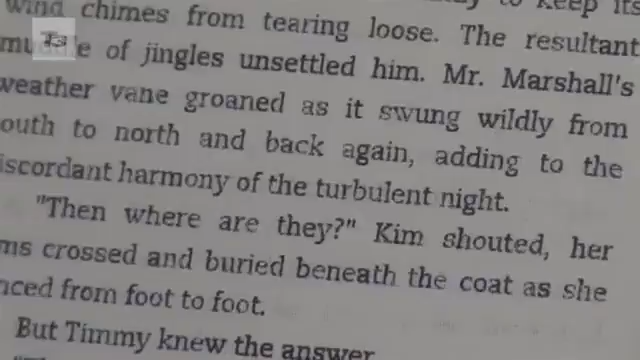 to keep its
wind chimes from tearing loose. The resultant
of jingles unsettled him. Mr. Marshall's
weather vane groaned as it swung wildly from
outh to north and back again, adding to the
iscordant harmony of the turbulent night.
"Then where are they?" Kim shouted, her
ms crossed and buried beneath the coat as she
nced from foot to foot.
But Timmy knew the answer